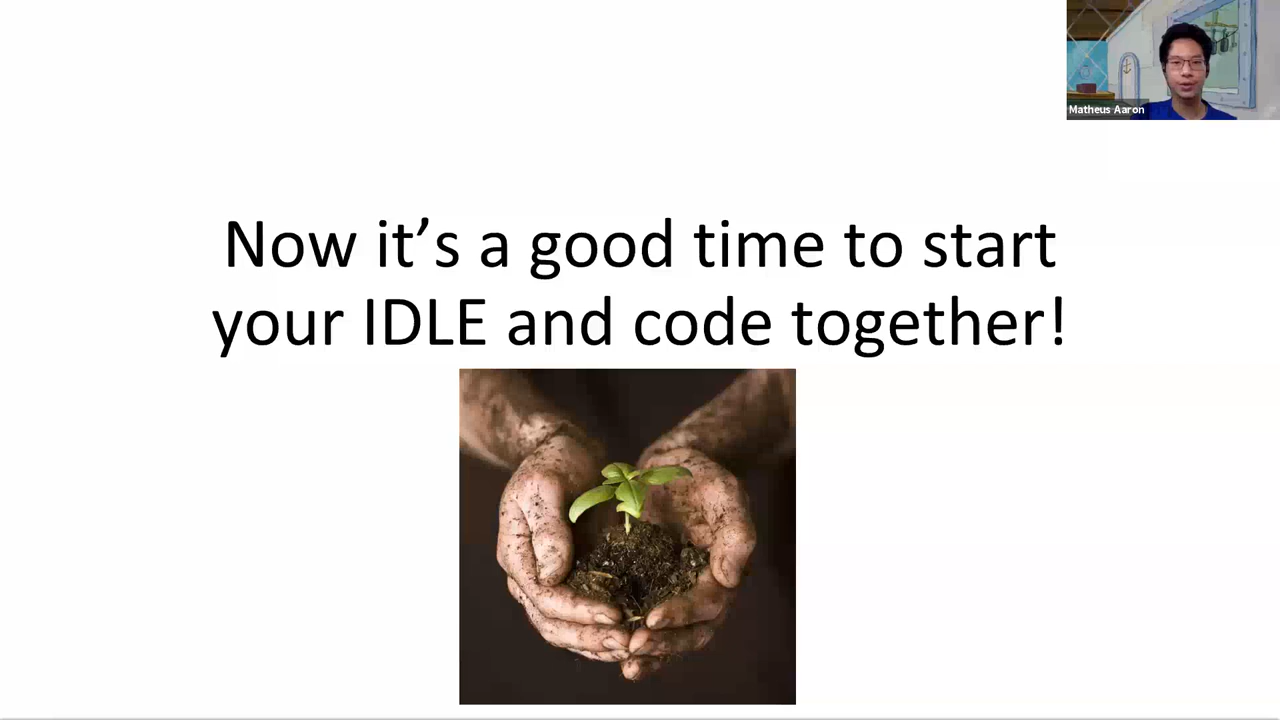 Matheus Aaron
Now it’s a good time to start
your IDLE and code together!